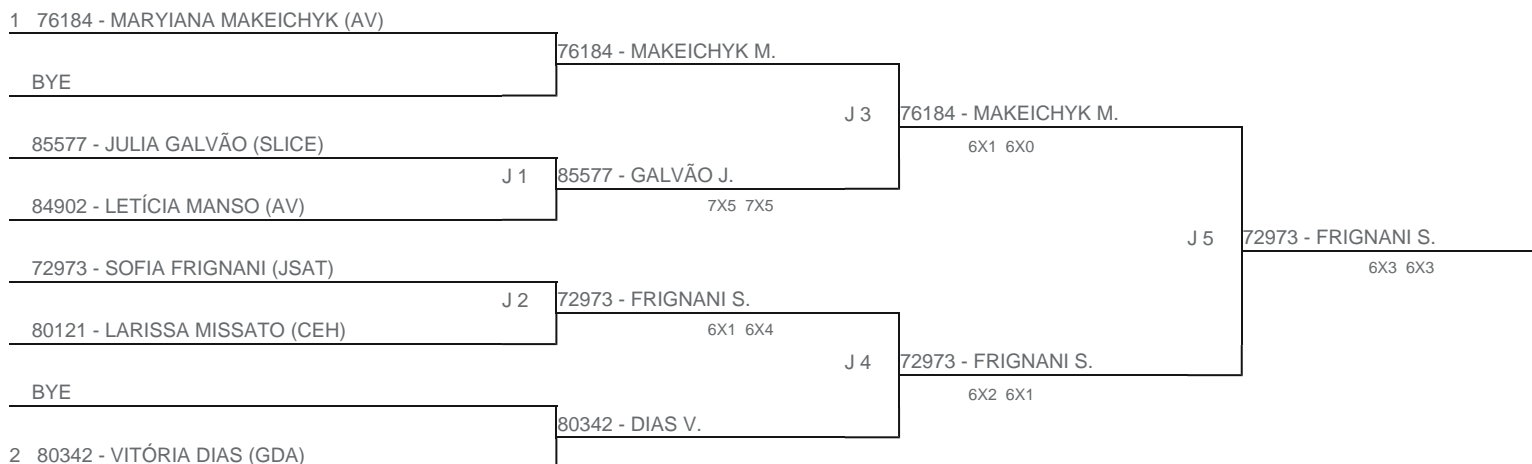 1 76184 - MARYIANA MAKEICHYK (AV)
76184 - MAKEICHYK M.
BYE
J 3
76184 - MAKEICHYK M.
6X1 6X0
85577 - JULIA GALVÃO (SLICE)
J 1
85577 - GALVÃO J.
7X5 7X5
84902 - LETÍCIA MANSO (AV)
J 5
72973 - FRIGNANI S.
6X3 6X3
72973 - SOFIA FRIGNANI (JSAT)
J 2
72973 - FRIGNANI S.
6X1 6X4
80121 - LARISSA MISSATO (CEH)
J 4
72973 - FRIGNANI S.
6X2 6X1
BYE
80342 - DIAS V.
2 80342 - VITÓRIA DIAS (GDA)